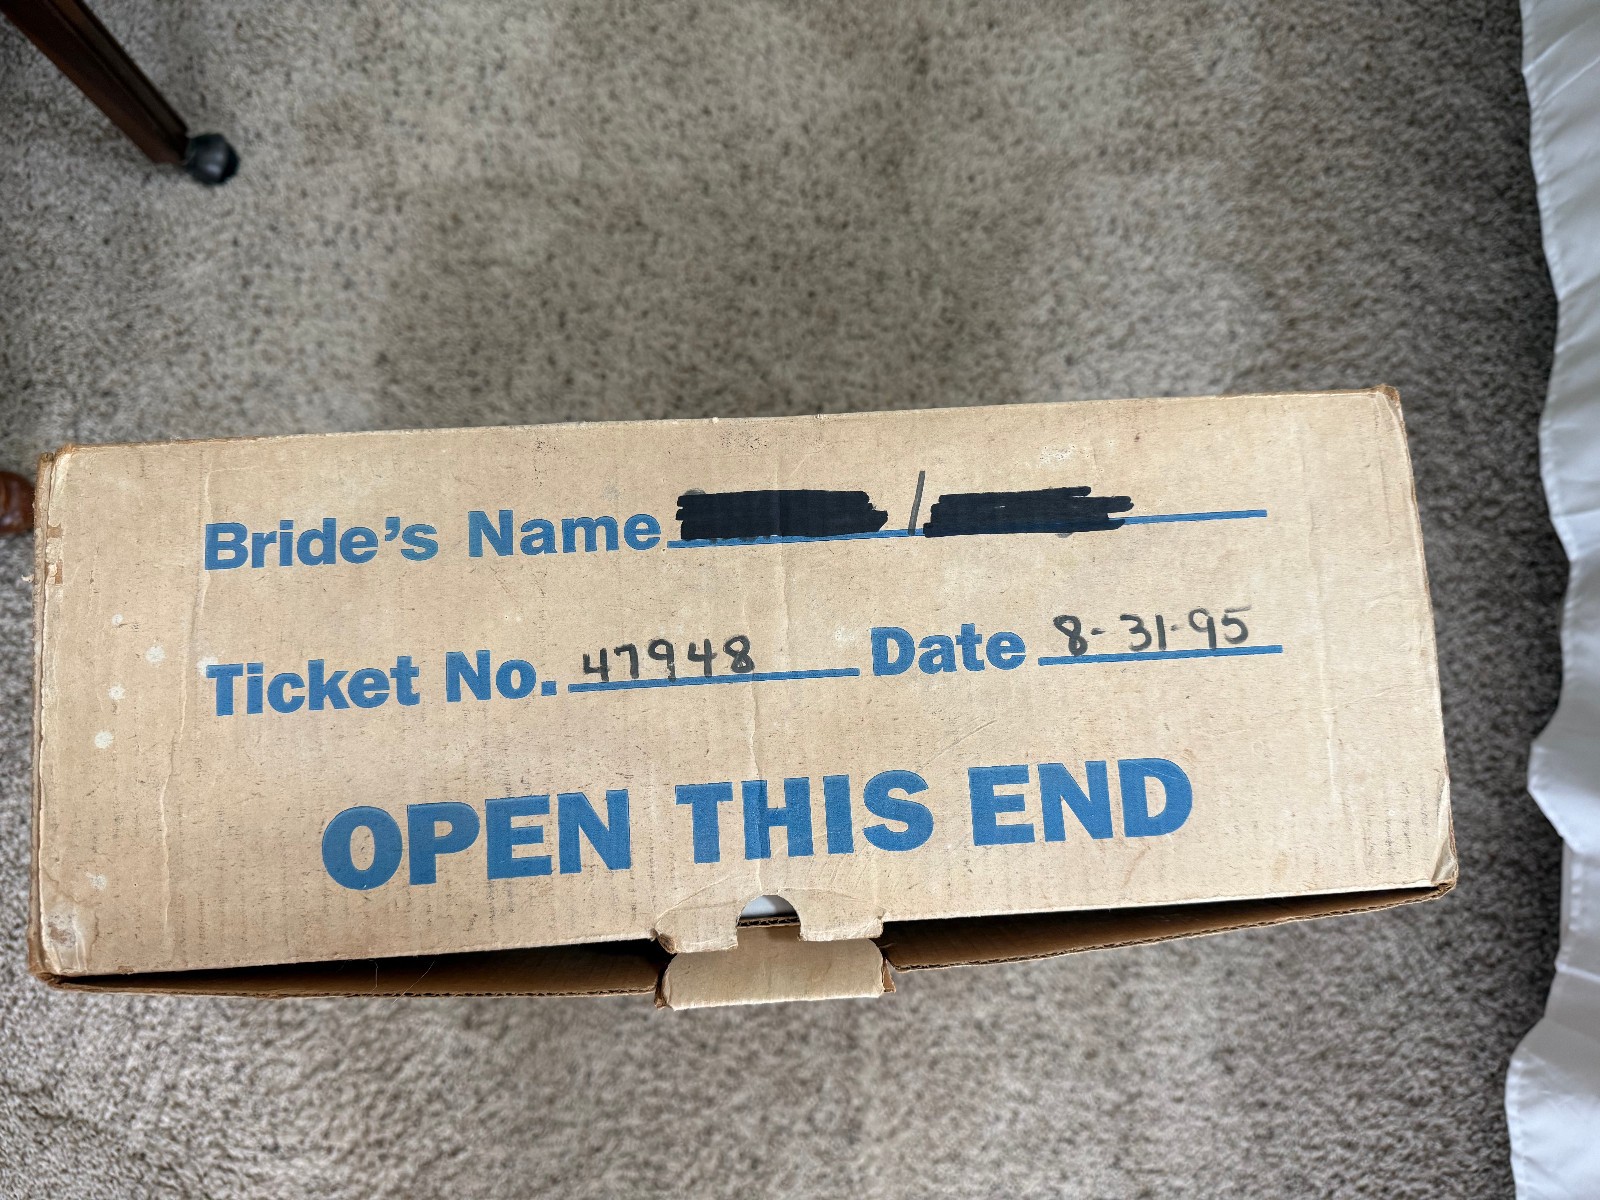 Bride's Name /
Ticket No. 47948 Date 8-31-95
OPEN THIS END